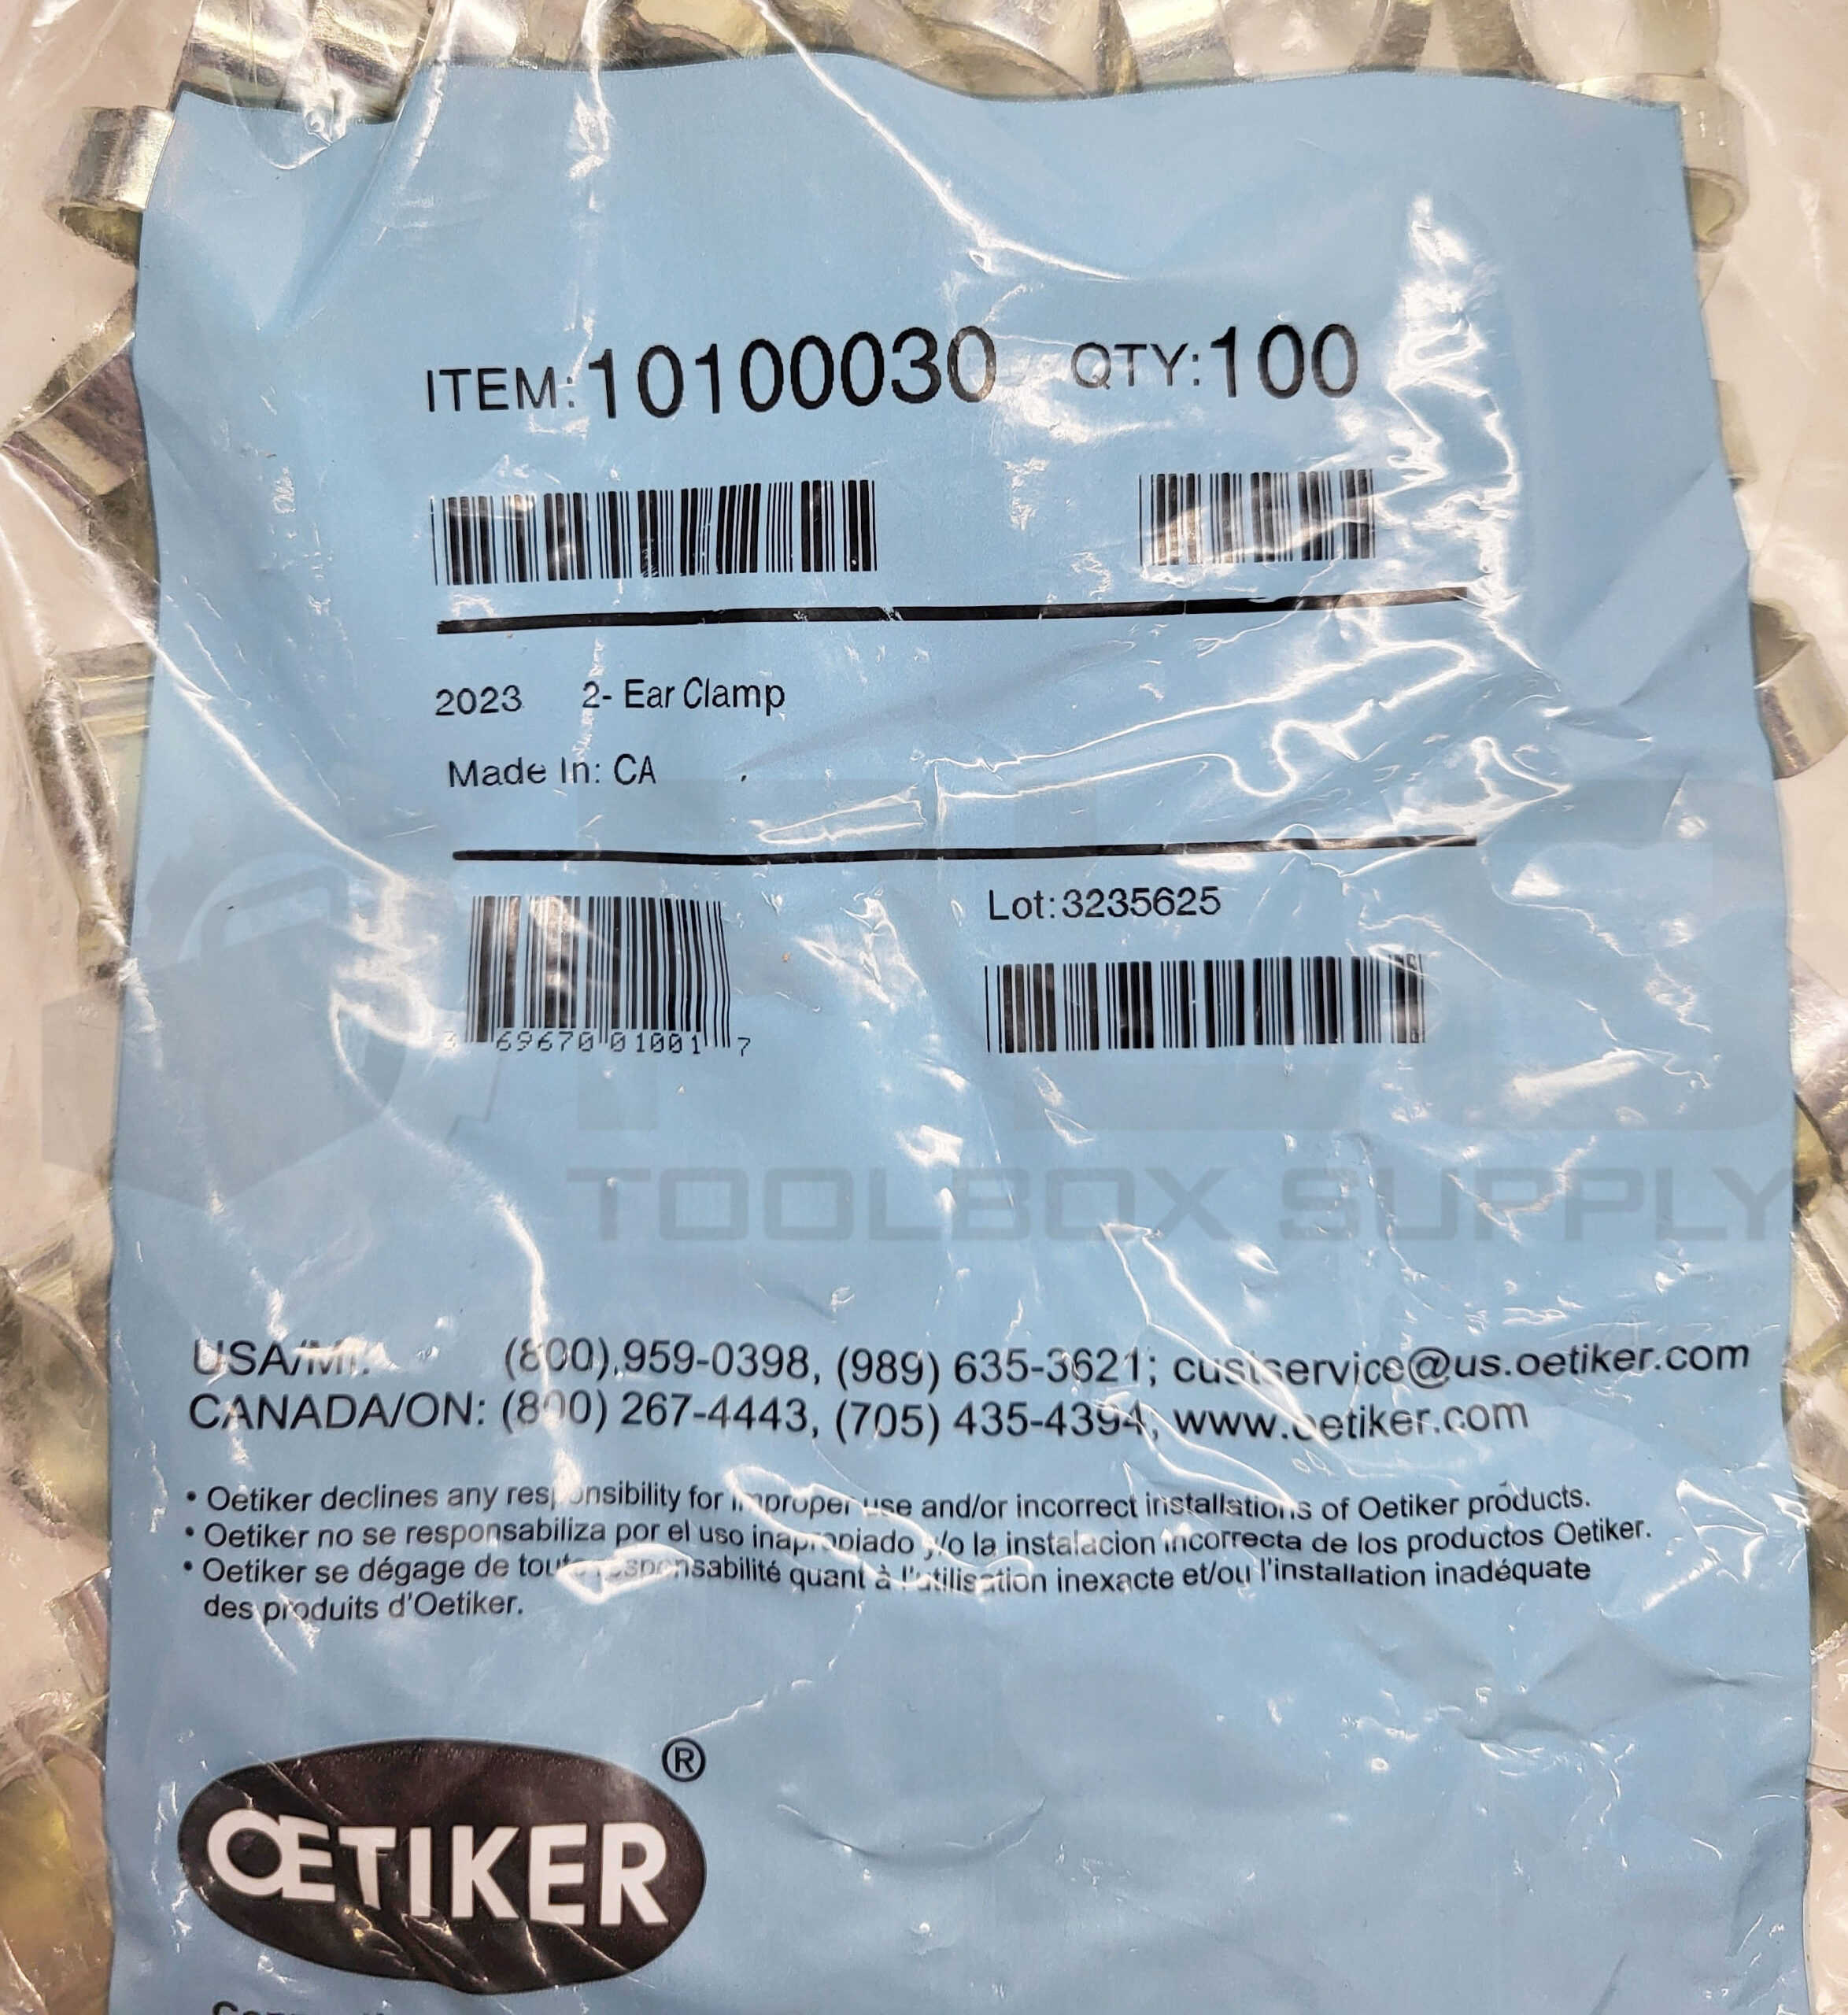 ITEM: 10100030 QTY: 100
2023 2- Ear Clamp
Made In: CA
Lot: 3235625
69670 01001 7
TOOLBOX SUPPLY
USA/MI: (800) 959-0398, (989) 635-3621; custservice@us.oetiker.com
CANADA/ON: (800) 267-4443, (705) 435-4394; www.oetiker.com
• Oetiker declines any responsibility for improper use and/or incorrect installations of Oetiker products.
• Oetiker no se responsabiliza por el uso inapropiado y/o la instalacion incorrecta de los productos Oetiker.
• Oetiker se dégage de toute responsabilité quant à l'utilisation inexacte et/ou l'installation inadéquate
des produits d'Oetiker.
ŒTIKER®